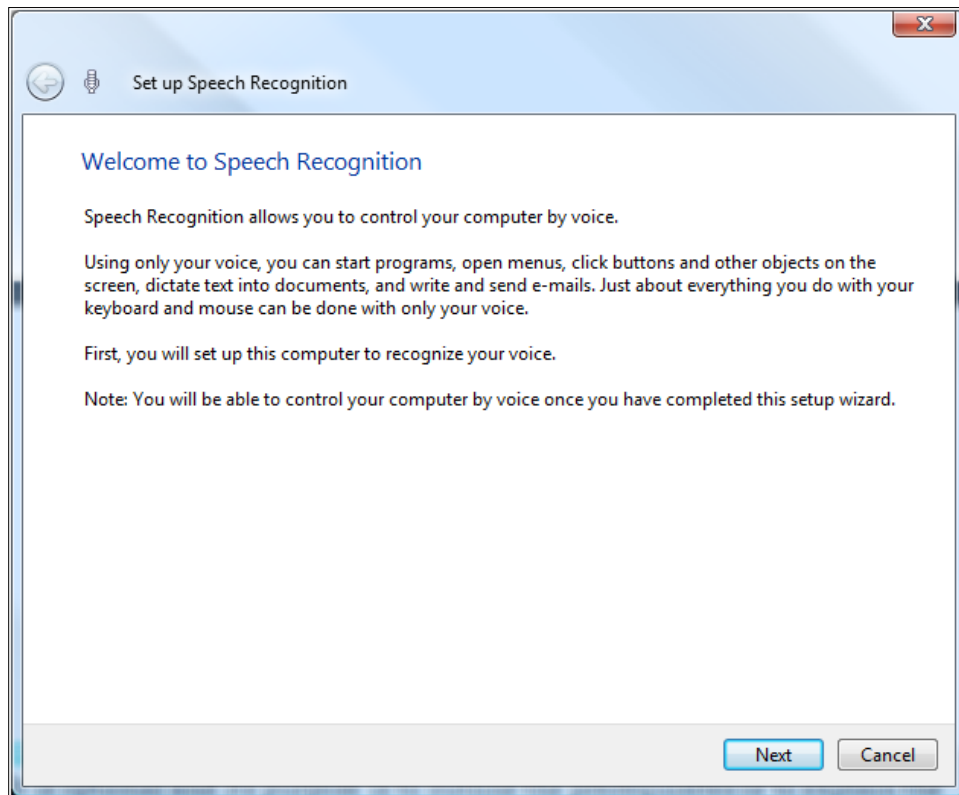 Set up Speech Recognition
Welcome to Speech Recognition
Speech Recognition allows you to control your computer by voice.
Using only your voice, you can start programs, open menus, click buttons and other objects on the
screen, dictate text into documents, and write and send e-mails. Just about everything you do with your
keyboard and mouse can be done with only your voice.
First, you will set up this computer to recognize your voice.
Note: You will be able to control your computer by voice once you have completed this setup wizard.
Next Cancel